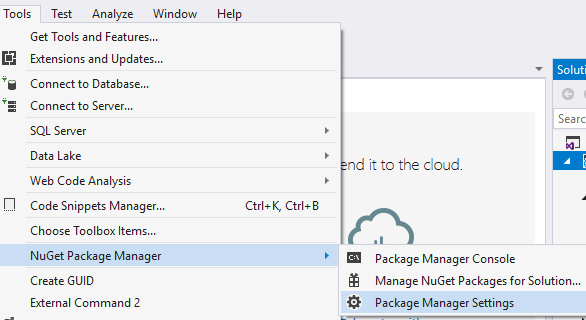 Tools Test Analyze Window Help
Get Tools and Features...
Extensions and Updates...
Connect to Database...
Connect to Server...
SQL Server
Data Lake
Web Code Analysis
Code Snippets Manager... Ctrl+K, Ctrl+B
Choose Toolbox Items...
NuGet Package Manager
Create GUID
External Command 2
end it to the cloud.
Solutio
Search
C:\
Package Manager Console
Manage NuGet Packages for Solution...
Package Manager Settings